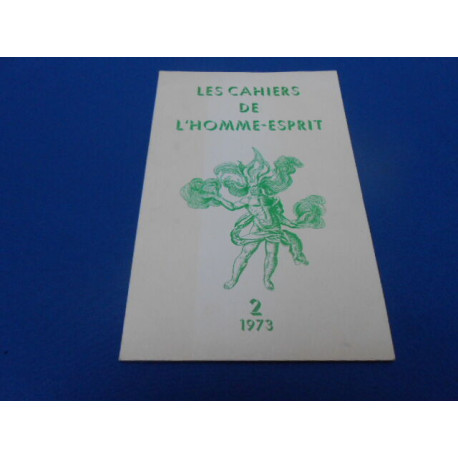 LES CAHIERS
DE
L'HOMME-ESPRIT
2
1973